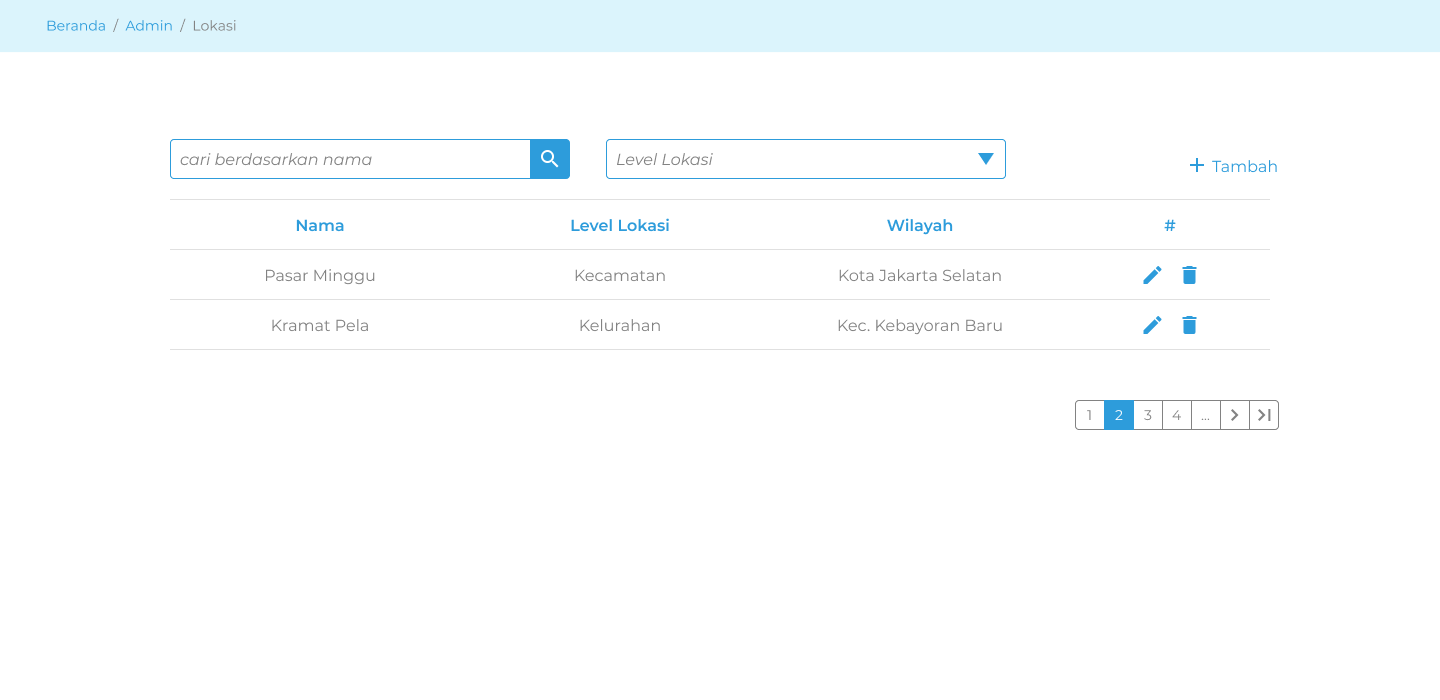 Beranda / Admin / Lokasi
cari berdasarkan nama
Level Lokasi
Tambah
Nama Level Lokasi Wilayah #
Pasar Minggu Kecamatan Kota Jakarta Selatan
Kramat Pela Kelurahan Kec. Kebayoran Baru
1 2 3 4 ...